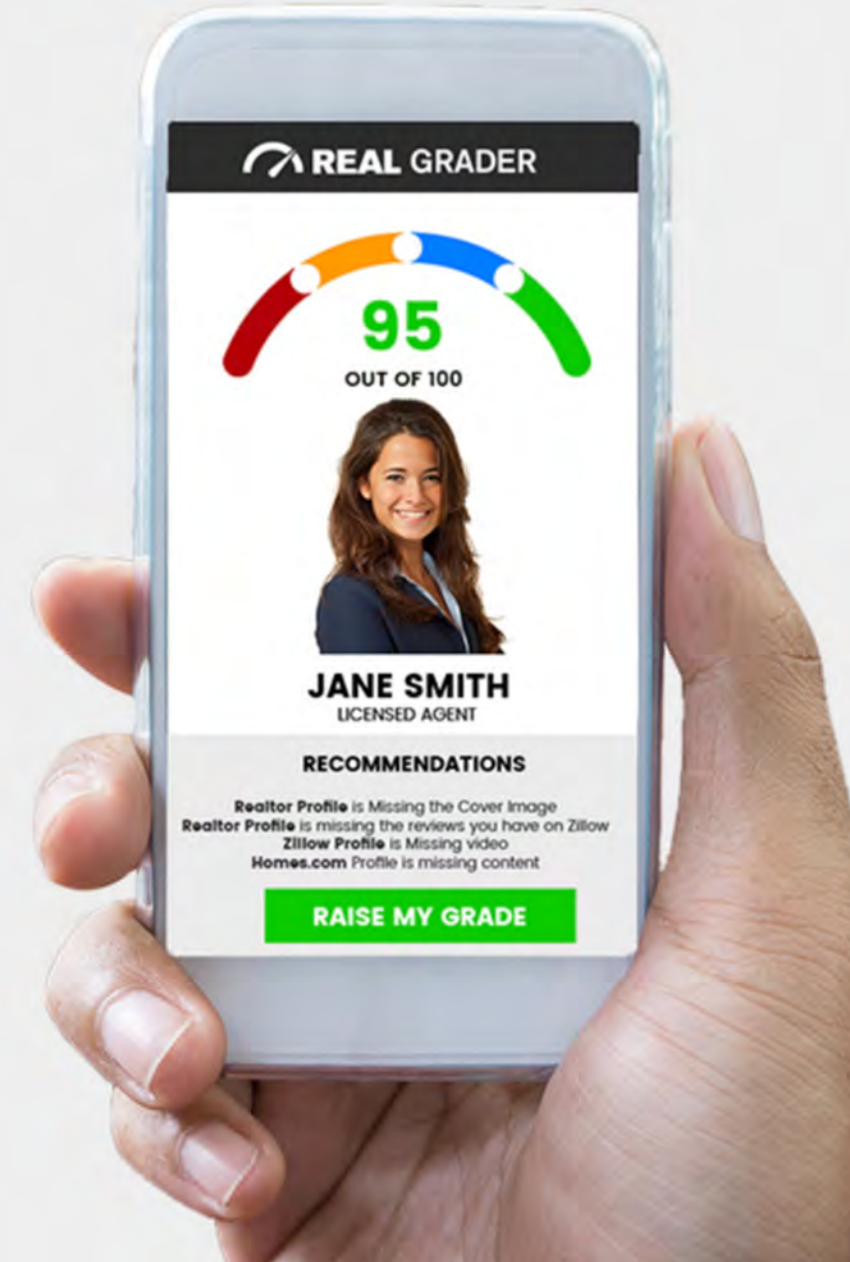 REAL GRADER
95
OUT OF 100
JANE SMITH
LICENSED AGENT
RECOMMENDATIONS
Realtor Profile is Missing the Cover Image
Realtor Profile is missing the reviews you have on Zillow
Zillow Profile is Missing video
Homes.com Profile is missing content
RAISE MY GRADE